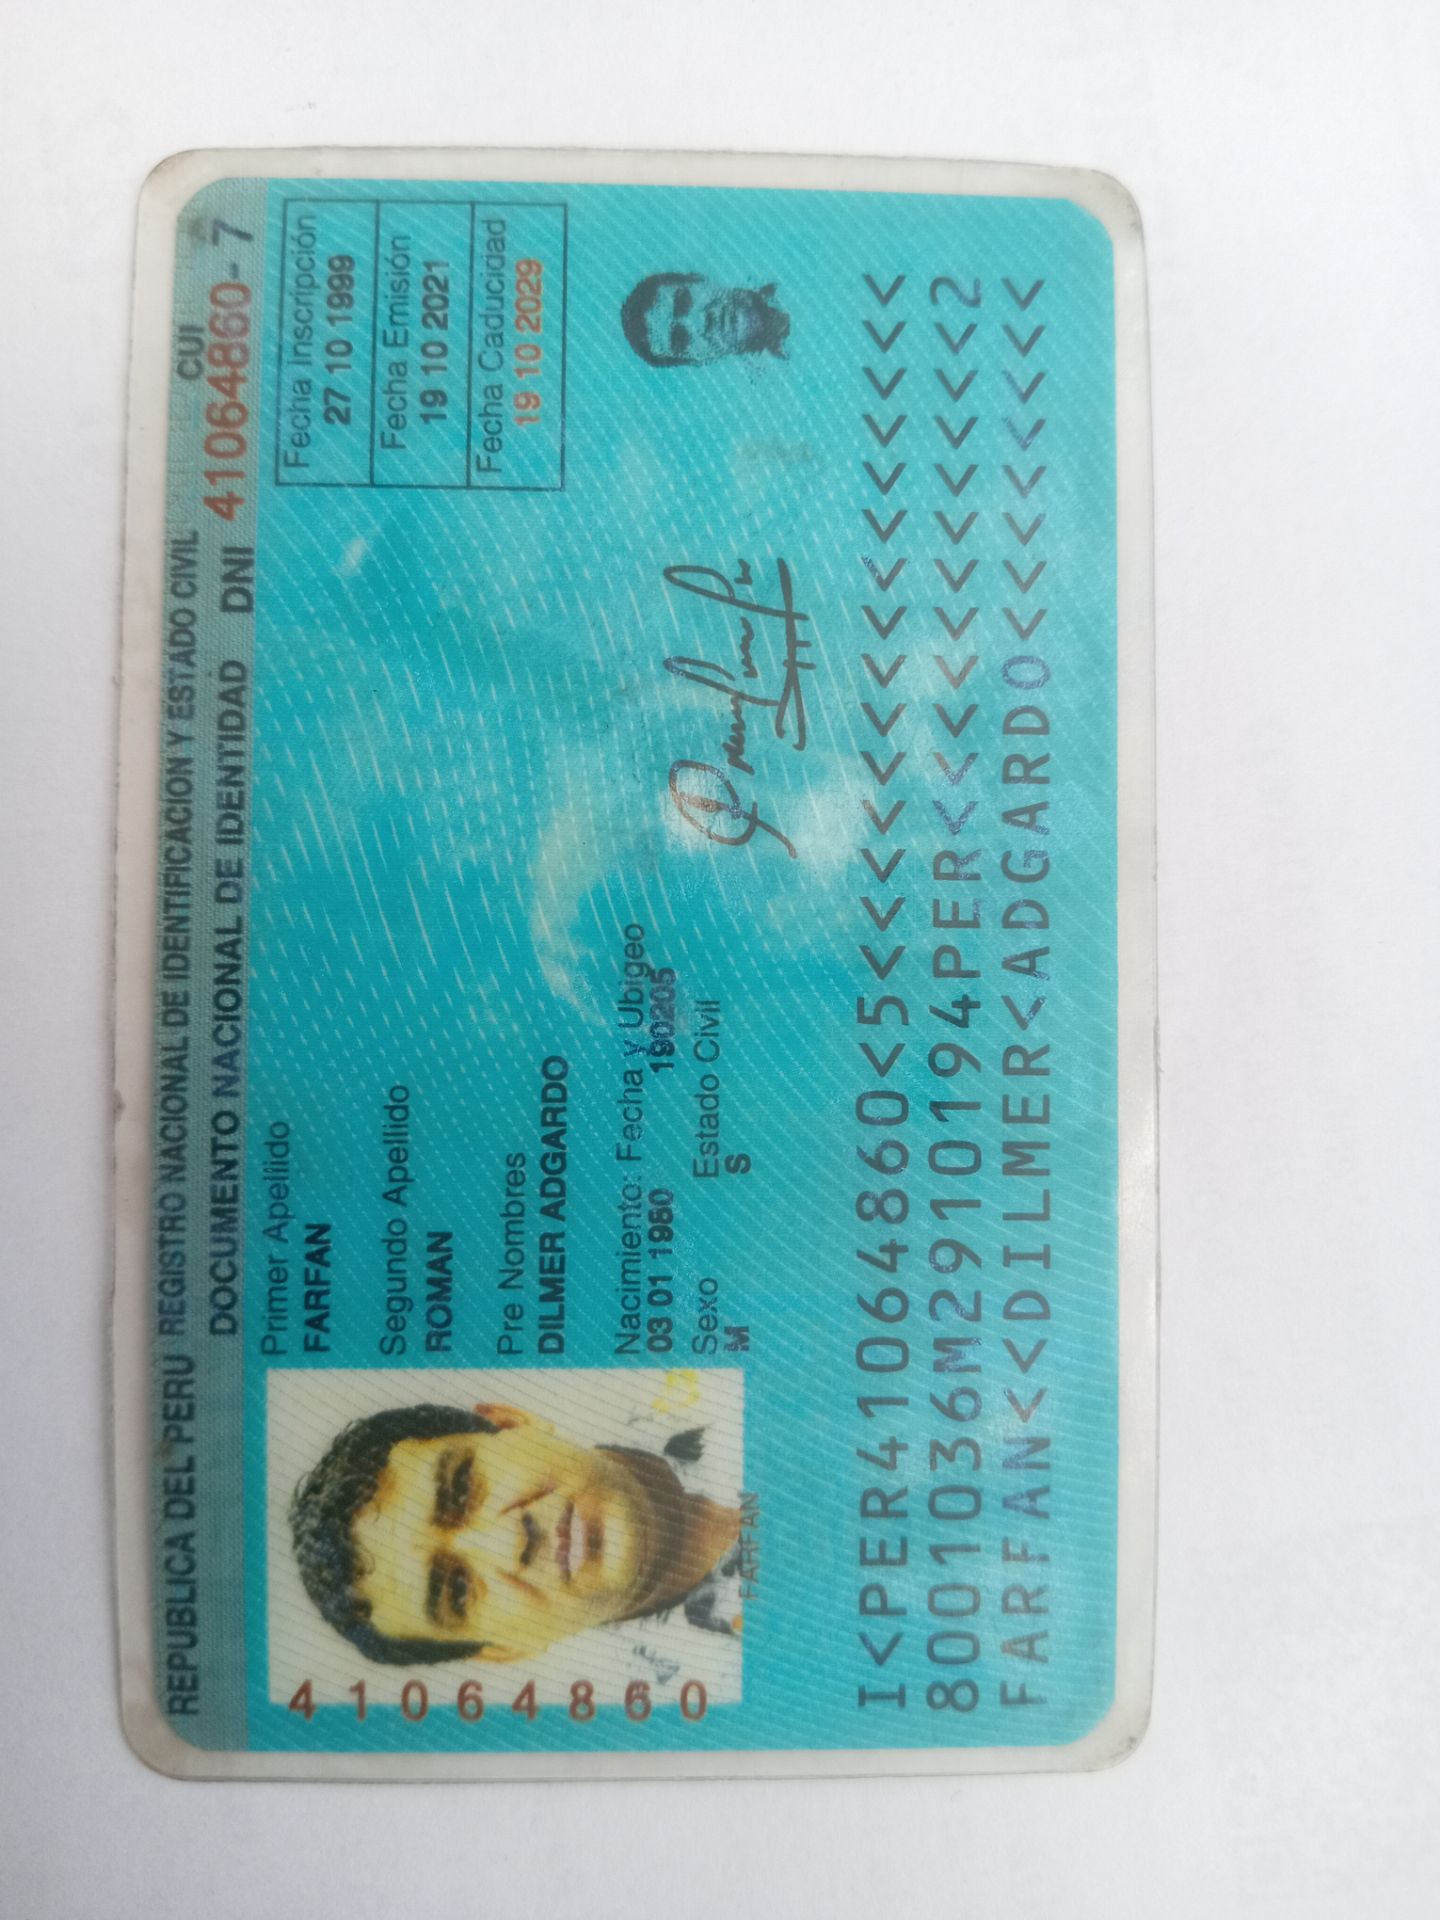 REPUBLICA DEL PERU REGISTRO NACIONAL DE IDENTIFICACION Y ESTADO CIVIL CUI
DOCUMENTO NACIONAL DE IDENTIDAD DNI 41064860-7
Primer Apellido
FARFAN
Segundo Apellido
ROMAN
Pre Nombres
DILMER ADGARDO
Nacimiento: Fecha y Ubigeo
03 01 1980 190205
Sexo Estado Civil
M S
Fecha Inscripción
27 10 1999
Fecha Emisión
19 10 2021
Fecha Caducidad
19 10 2029
41064860
FARFAN
I<PER41064860<5<<<<<<<<<<<<<<<
8001036M2910194PER<<<<<<<<<<<2
FARFAN<<DILMER<ADGARDO<<<<<<<<